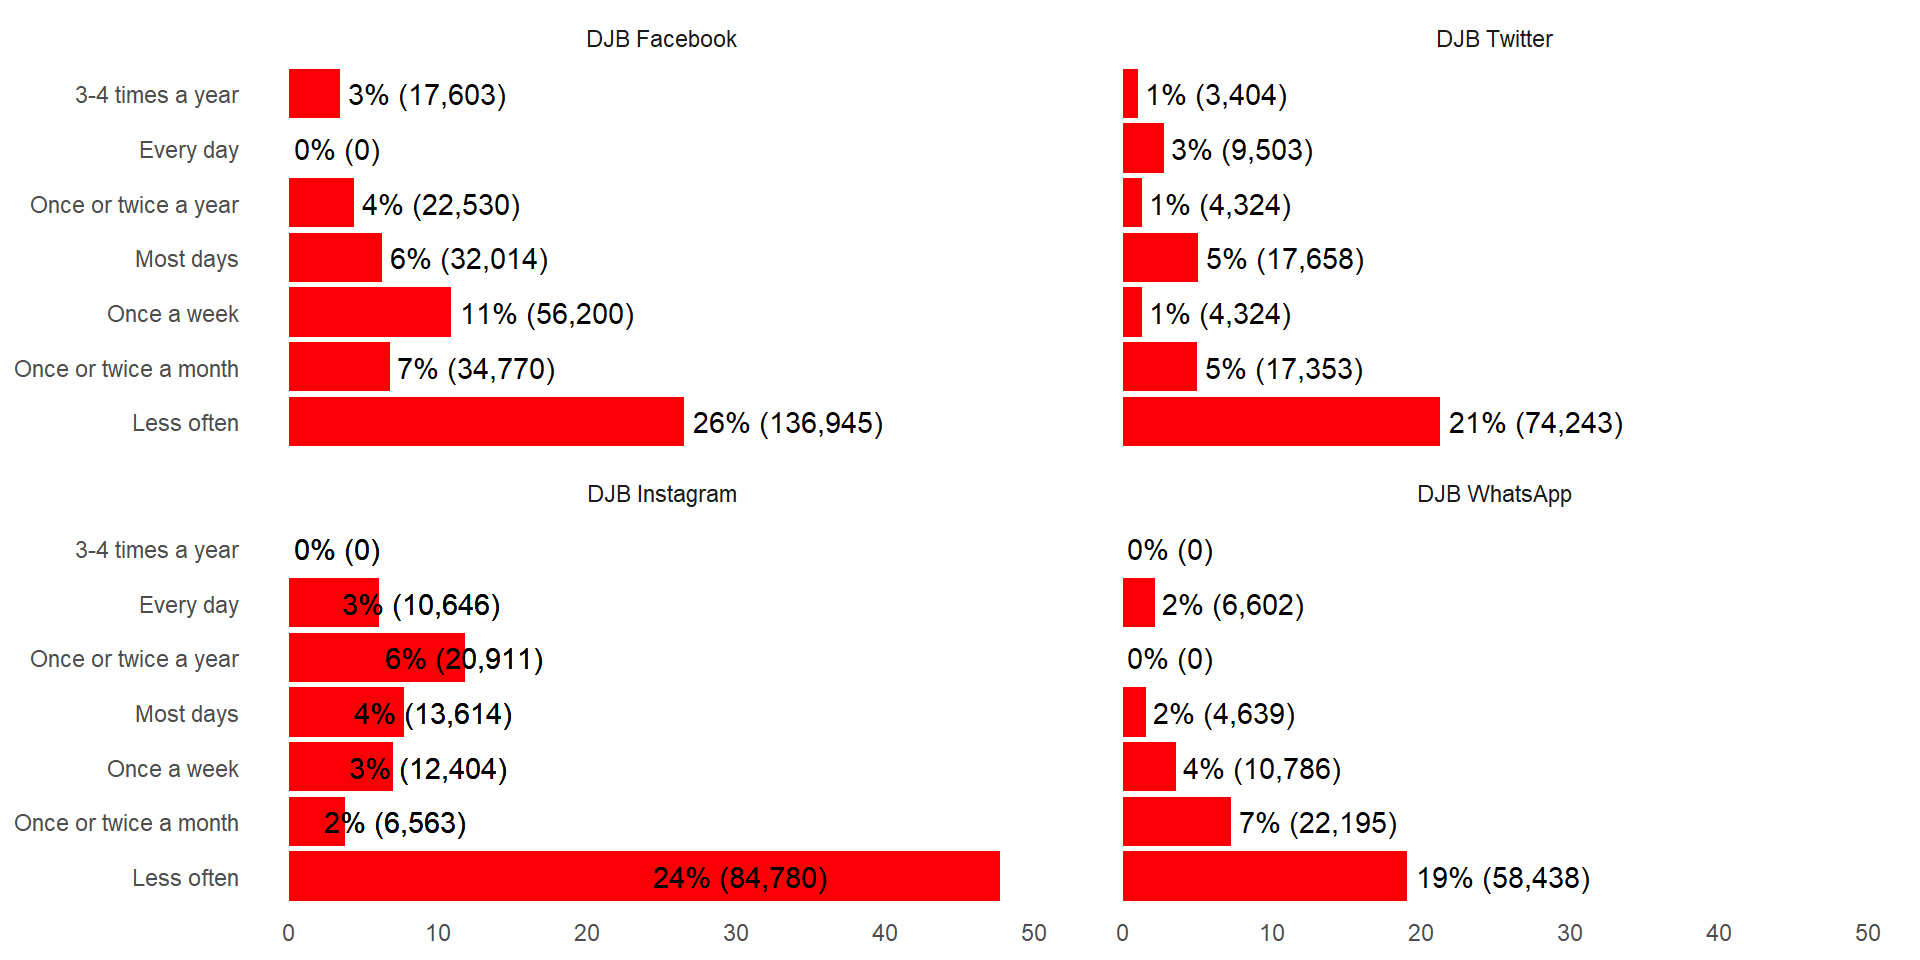 DJB Facebook
DJB Twitter
3-4 times a year
3% (17,603)
1% (3,404)
Every day
0% (0)
3% (9,503)
Once or twice a year
4% (22,530)
1% (4,324)
Most days
6% (32,014)
5% (17,658)
Once a week
11% (56,200)
1% (4,324)
Once or twice a month
7% (34,770)
5% (17,353)
Less often
26% (136,945)
21% (74,243)
DJB Instagram
DJB WhatsApp
3-4 times a year
0% (0)
0% (0)
Every day
3% (10,646)
2% (6,602)
Once or twice a year
6% (20,911)
0% (0)
Most days
4% (13,614)
2% (4,639)
Once a week
3% (12,404)
4% (10,786)
Once or twice a month
2% (6,563)
7% (22,195)
Less often
24% (84,780)
19% (58,438)
0 10 20 30 40 50
0 10 20 30 40 50